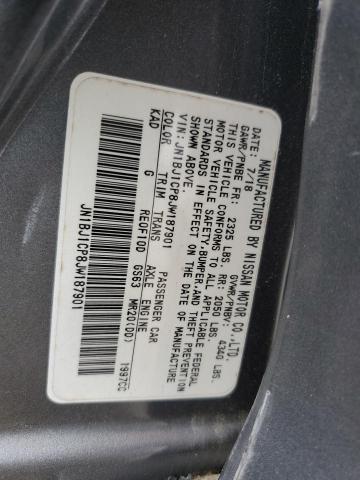 MANUFACTURED BY NISSAN MOTOR CO.,LTD.
DATE: 7/18 GVWR/PNBV: 4340 LBS.
GAWR/PNBE FR: 2325 LBS. RR: 2050 LBS.
THIS VEHICLE CONFORMS TO ALL APPLICABLE FEDERAL
MOTOR VEHICLE SAFETY,BUMPER,AND THEFT PREVENTION
STANDARDS IN EFFECT ON THE DATE OF MANUFACTURE
SHOWN ABOVE.
VIN:JN1BJ1CP8JW187901 PASSENGER CAR
COLOR TRIM TRANS AXLE ENGINE
KAD G RE0F10D GS63 MR20(DD) 1997CC
JN1BJ1CP8JW187901